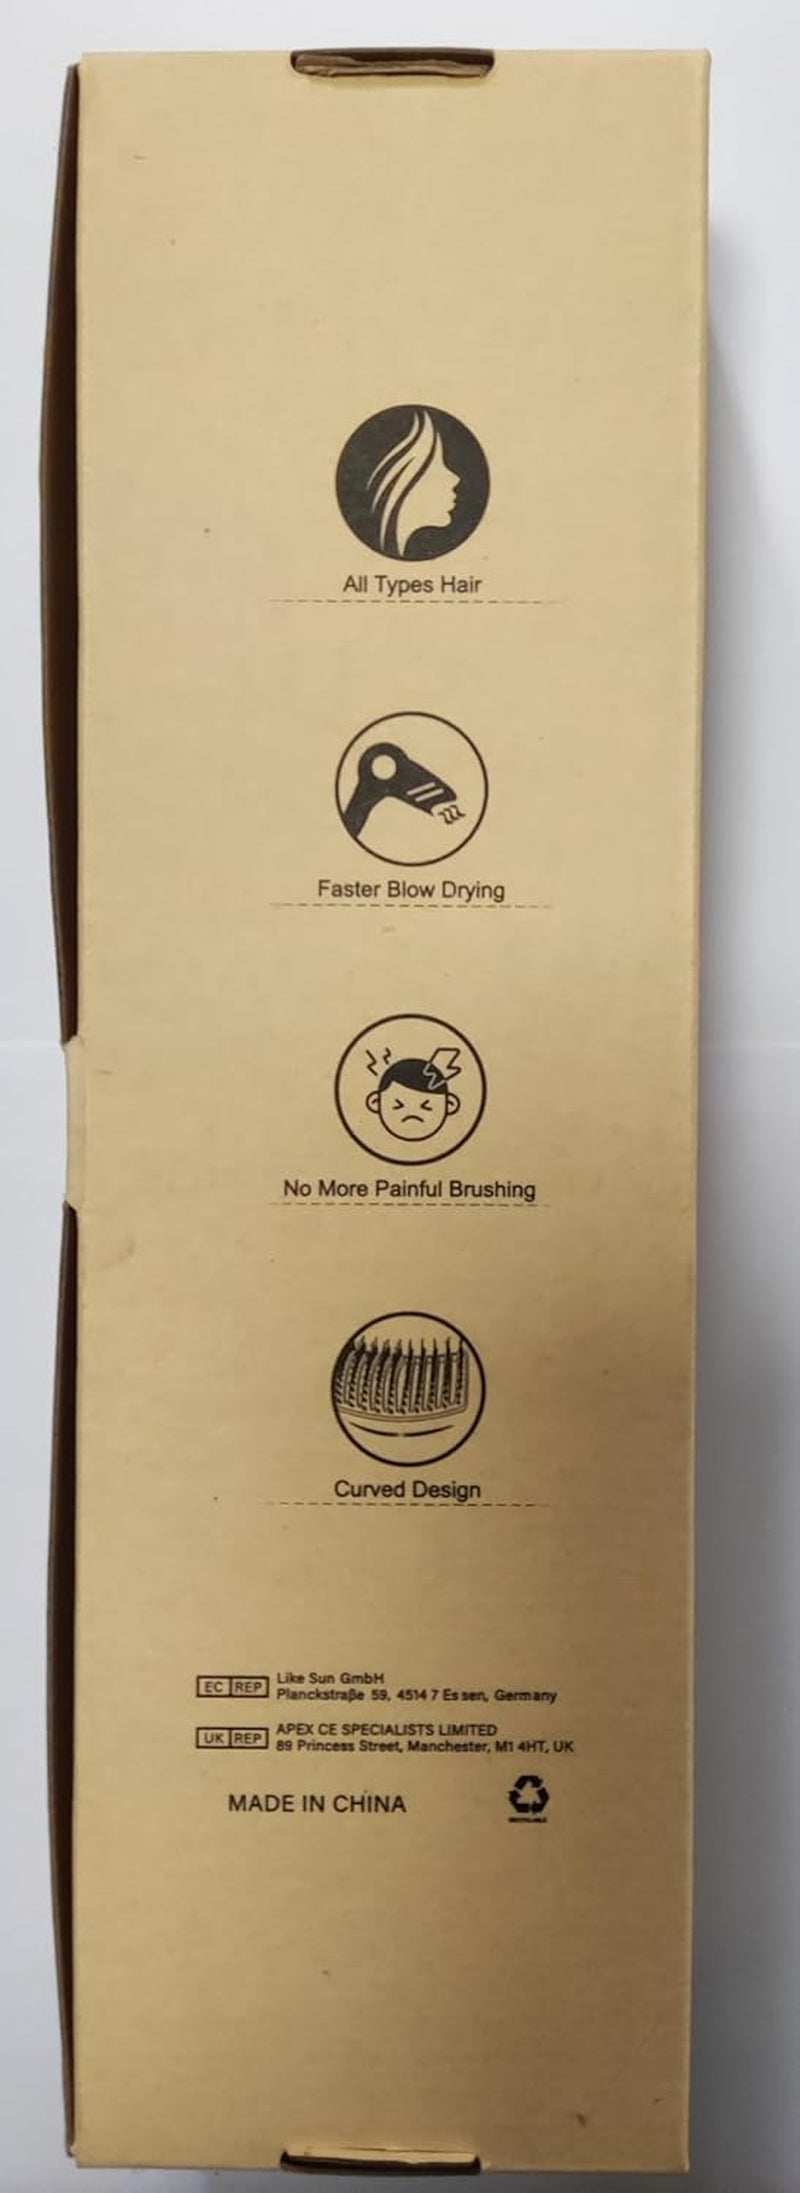 All Types Hair
Faster Blow Drying
No More Painful Brushing
Curved Design
EC REP Like Sun GmbH
Planckstraße 59, 4514 7 Es sen, Germany
UK REP APEX CE SPECIALISTS LIMITED
89 Princess Street, Manchester, M1 4HT, UK
MADE IN CHINA